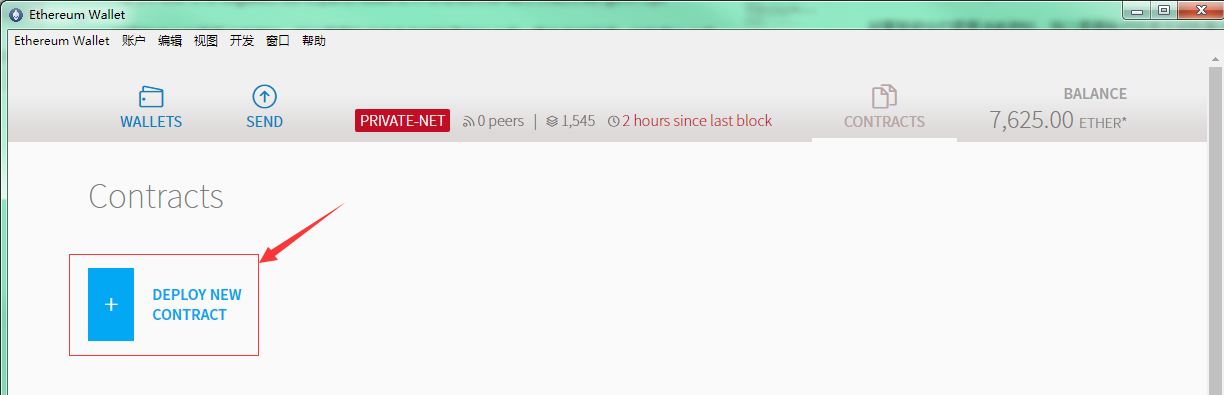 Ethereum Wallet
Ethereum Wallet 账户 编辑 视图 开发 窗口 帮助
WALLETS
SEND
PRIVATE-NET 0 peers | 1,545 2 hours since last block
CONTRACTS
BALANCE
7,625.00 ETHER*
Contracts
+
DEPLOY NEW
CONTRACT